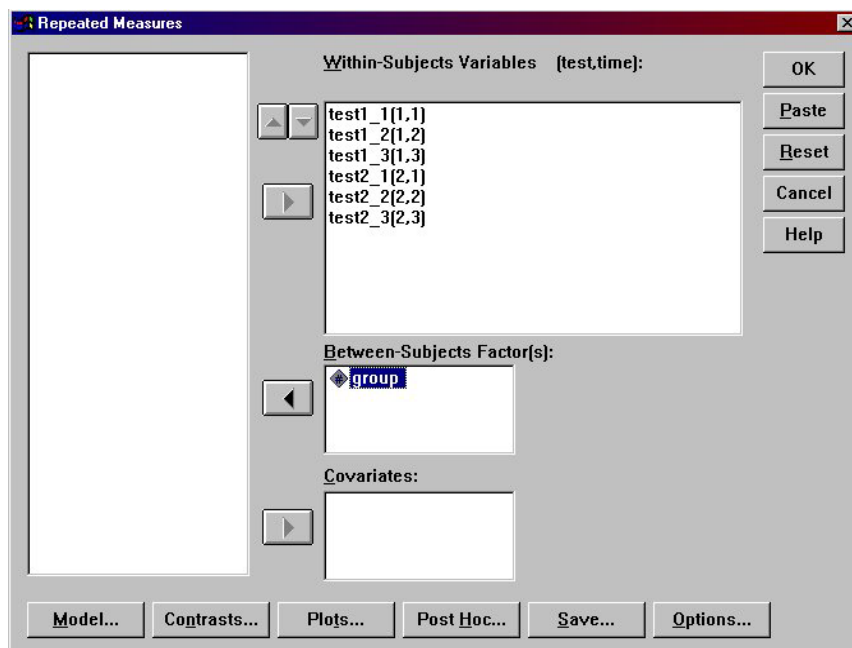 Repeated Measures
Within-Subjects Variables (test,time):
test1_1(1,1)
test1_2(1,2)
test1_3(1,3)
test2_1(2,1)
test2_2(2,2)
test2_3(2,3)
OK
Paste
Reset
Cancel
Help
Between-Subjects Factor(s):
# group
Covariates:
Model... Contrasts... Plots... Post Hoc... Save... Options...